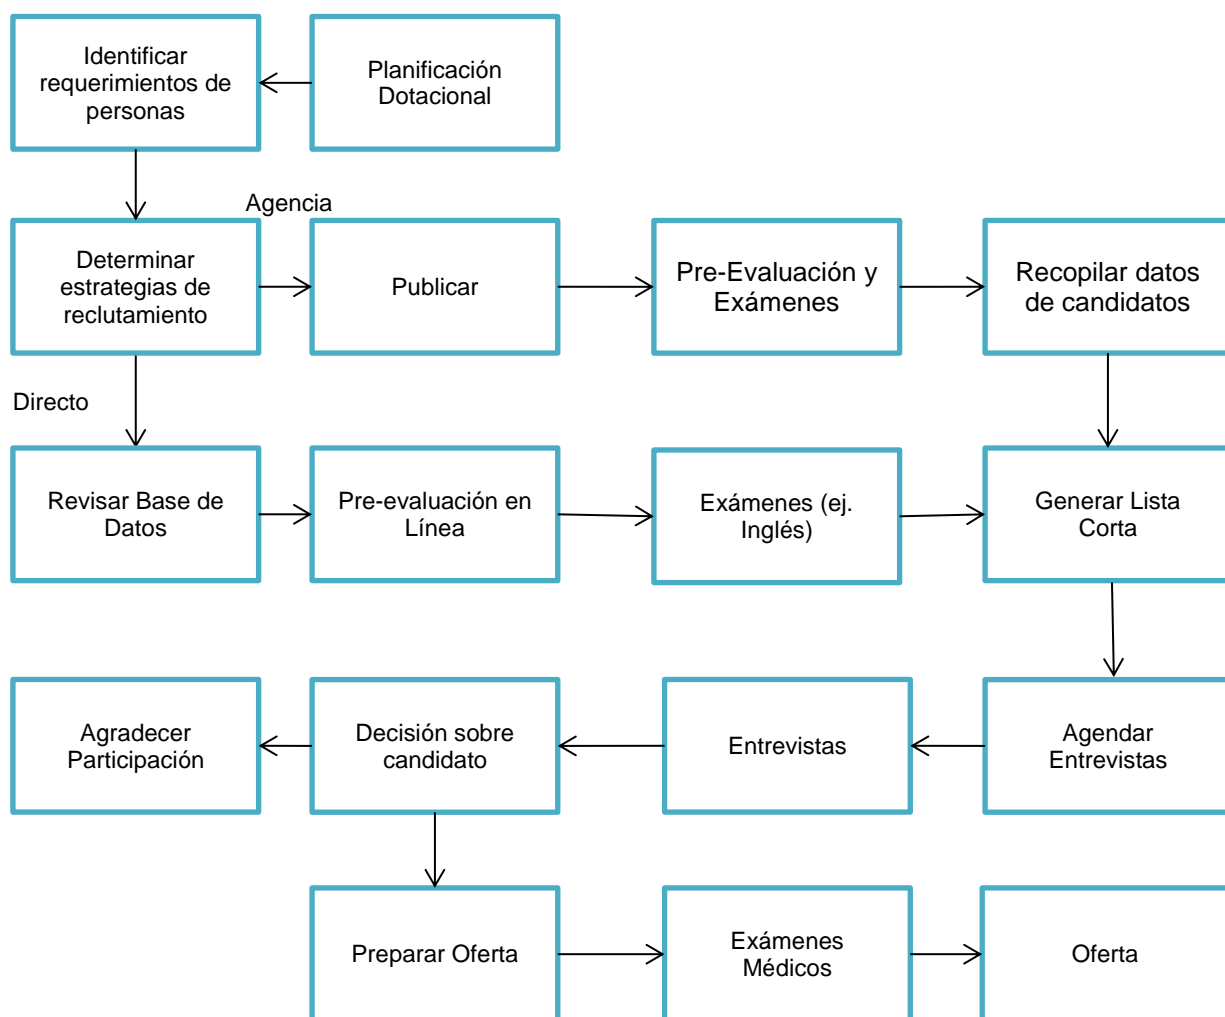 Identificar
requerimientos de
personas
Planificación
Dotacional
Agencia
Determinar
estrategias de
reclutamiento
Publicar
Pre-Evaluación y
Exámenes
Recopilar datos
de candidatos
Directo
Revisar Base de
Datos
Pre-evaluación en
Línea
Exámenes (ej.
Inglés)
Generar Lista
Corta
Agradecer
Participación
Decisión sobre
candidato
Entrevistas
Agendar
Entrevistas
Preparar Oferta
Exámenes
Médicos
Oferta